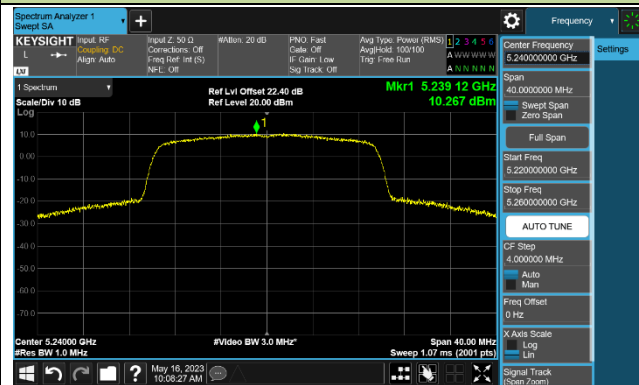 Spectrum Analyzer 1
Swept SA
Frequency
KEYSIGHT
L
LXI
Input: RF
Coupling: DC
Align: Auto
Input Z: 50 Ω
Corrections: Off
Freq Ref: Int (S)
NFE: Off
#Atten: 20 dB
PNO: Fast
Gate: Off
IF Gain: Low
Sig Track: Off
Avg Type: Power (RMS)
Avg|Hold: 100/100
Trig: Free Run
1 2 3 4 5 6
A W W W W W
A N N N N N
1 Spectrum
Scale/Div 10 dB
Log
Ref Lvl Offset 22.40 dB
Ref Level 20.00 dBm
Mkr1 5.239 12 GHz
10.267 dBm
1
10.0
0.00
-10.0
-20.0
-30.0
-40.0
-50.0
-60.0
-70.0
Center 5.24000 GHz
#Res BW 1.0 MHz
#Video BW 3.0 MHz*
Span 40.00 MHz
Sweep 1.07 ms (2001 pts)
May 16, 2023
10:08:27 AM
Center Frequency
5.240000000 GHz
Span
40.0000000 MHz
Swept Span
Zero Span
Full Span
Start Freq
5.220000000 GHz
Stop Freq
5.260000000 GHz
AUTO TUNE
CF Step
4.000000 MHz
Auto
Man
Freq Offset
0 Hz
X Axis Scale
Log
Lin
Signal Track
(Span Zoom)
Settings